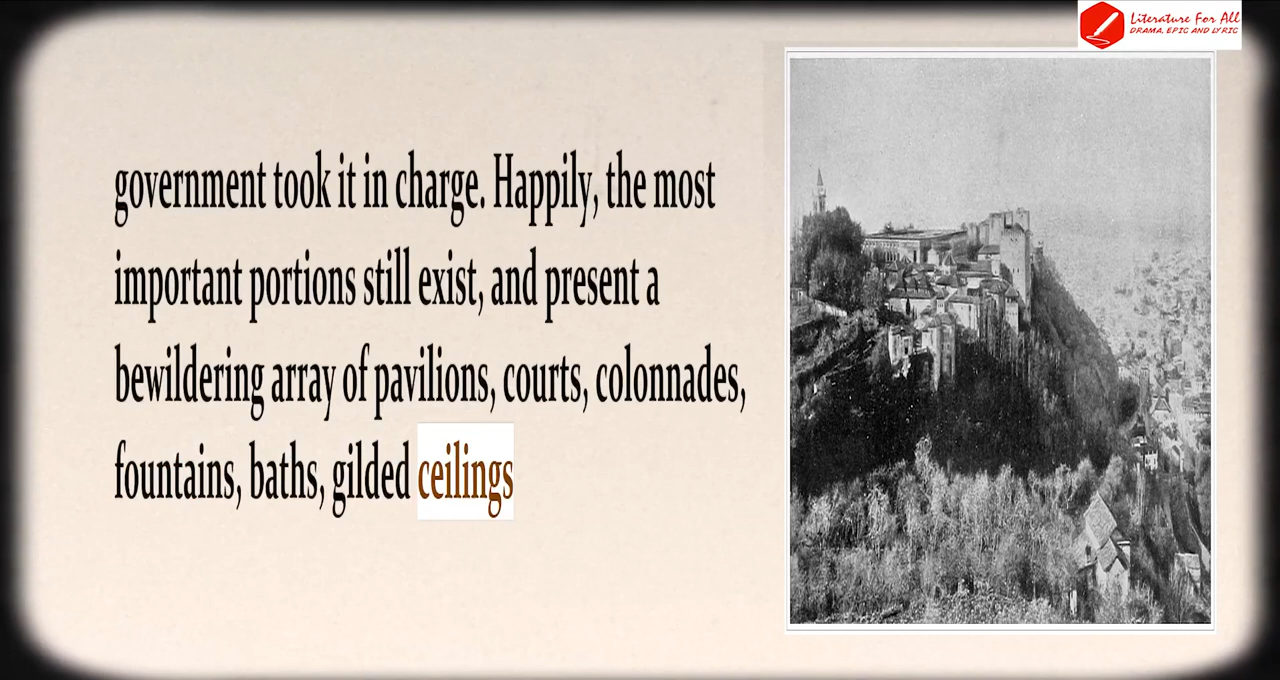 Literature For All
DRAMA, EPIC AND LYRIC
government took it in charge. Happily, the most
important portions still exist, and present a
bewildering array of pavilions, courts, colonnades,
fountains, baths, gilded ceilings